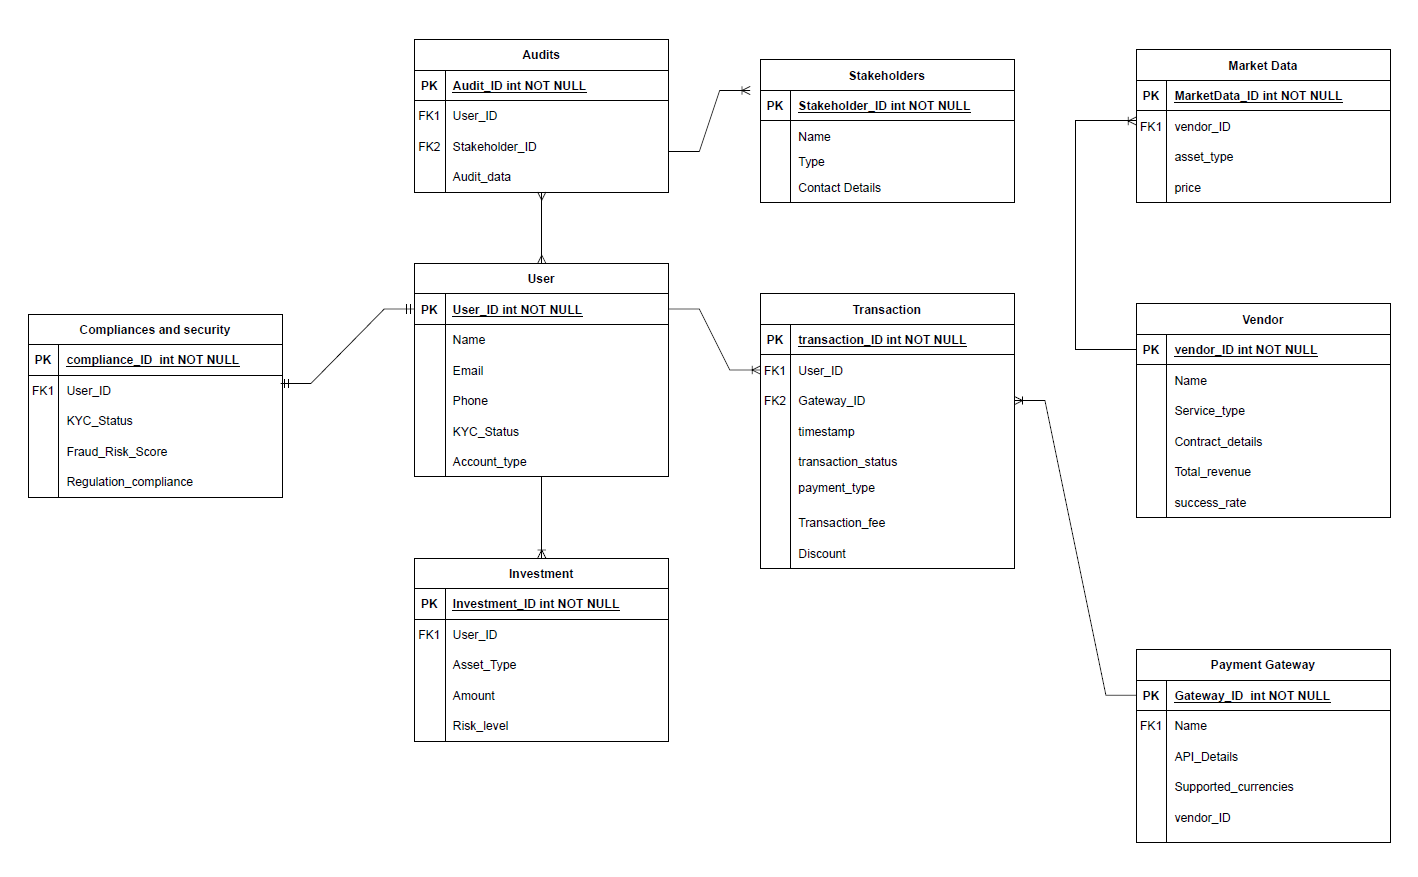 Audits
PK Audit_ID int NOT NULL
FK1 User_ID
FK2 Stakeholder_ID
Audit_data
Stakeholders
PK Stakeholder_ID int NOT NULL
Name
Type
Contact Details
Market Data
PK MarketData_ID int NOT NULL
FK1 vendor_ID
asset_type
price
Compliances and security
PK compliance_ID int NOT NULL
FK1 User_ID
KYC_Status
Fraud_Risk_Score
Regulation_compliance
User
PK User_ID int NOT NULL
Name
Email
Phone
KYC_Status
Account_type
Transaction
PK transaction_ID int NOT NULL
FK1 User_ID
FK2 Gateway_ID
timestamp
transaction_status
payment_type
Transaction_fee
Discount
Vendor
PK vendor_ID int NOT NULL
Name
Service_type
Contract_details
Total_revenue
success_rate
Investment
PK Investment_ID int NOT NULL
FK1 User_ID
Asset_Type
Amount
Risk_level
Payment Gateway
PK Gateway_ID int NOT NULL
FK1 Name
API_Details
Supported_currencies
vendor_ID